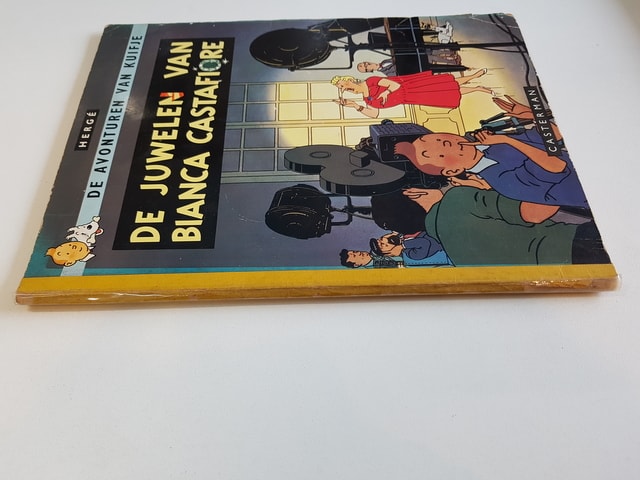 HERGÉ
DE AVONTUREN VAN KUIFJE
DE JUWELEN VAN
BIANCA CASTAFIORE
CASTERMAN